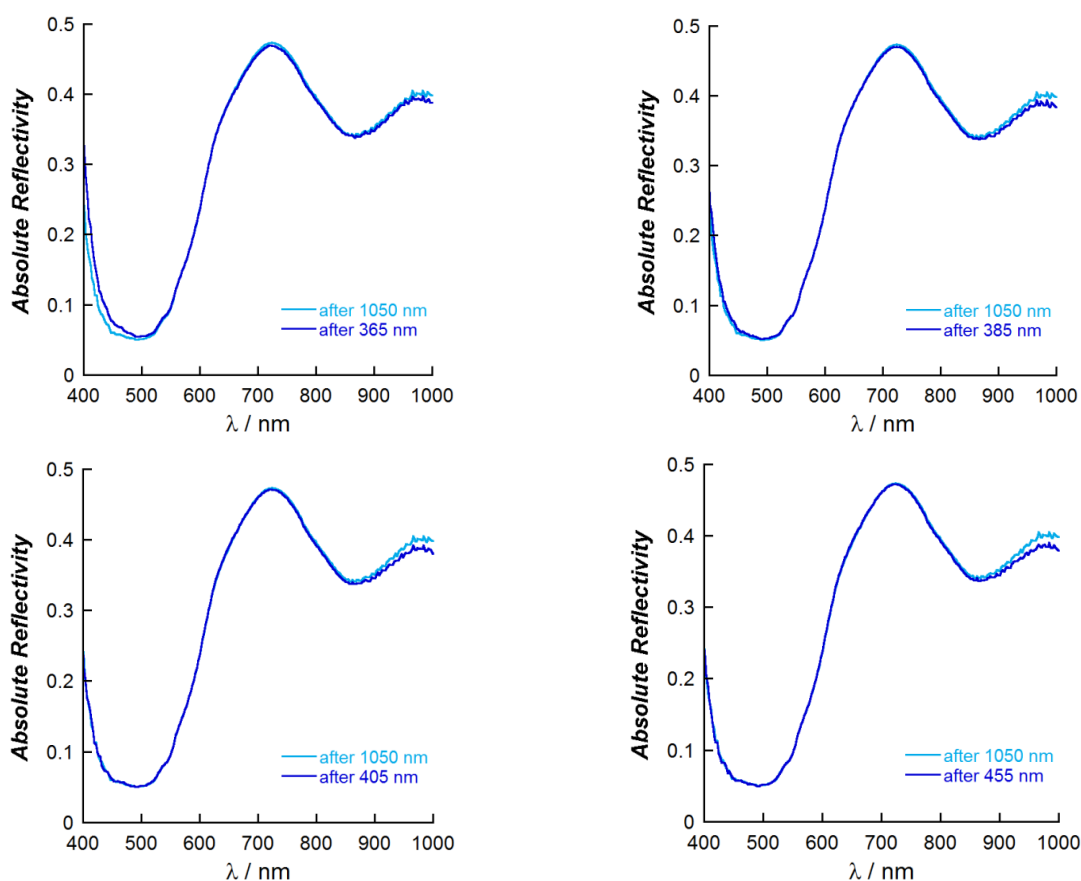 Absolute Reflectivity
0.5
0.4
0.3
0.2
0.1
0
after 1050 nm
after 365 nm
400 500 600 700 800 900 1000
λ / nm
Absolute Reflectivity
0.5
0.4
0.3
0.2
0.1
0
after 1050 nm
after 385 nm
400 500 600 700 800 900 1000
λ / nm
Absolute Reflectivity
0.5
0.4
0.3
0.2
0.1
0
after 1050 nm
after 405 nm
400 500 600 700 800 900 1000
λ / nm
Absolute Reflectivity
0.5
0.4
0.3
0.2
0.1
0
after 1050 nm
after 455 nm
400 500 600 700 800 900 1000
λ / nm